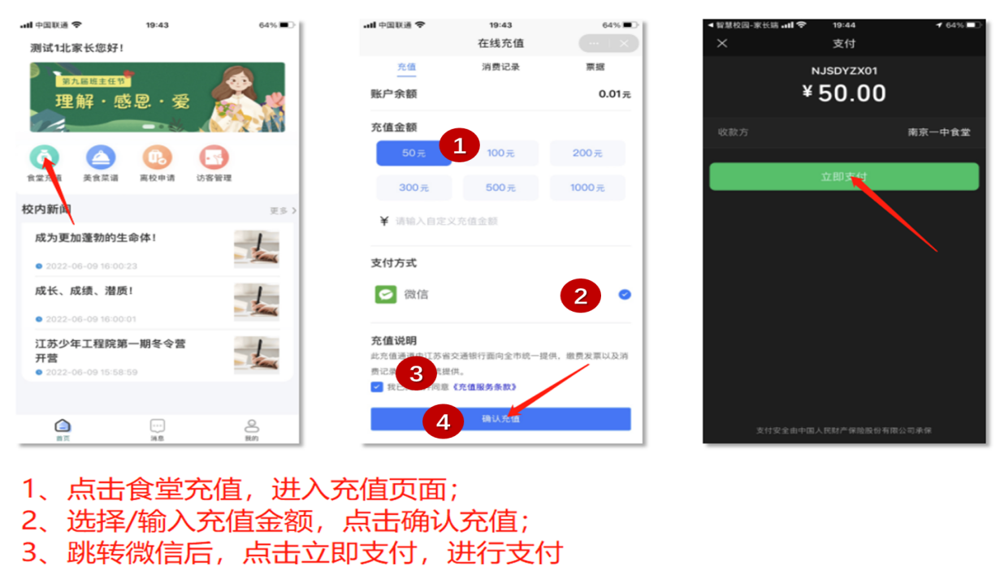 中国联通
19:43
64%
测试1北家长您好！
第九届班主任节
理解·感恩·爱
美食菜谱
离校申请
访客管理
校内新闻
更多 >
成为更加蓬勃的生命体！
2022-06-09 16:00:23
成长、成绩、潜质！
2022-06-09 16:00:01
江苏少年工程院第一期冬令营
开营
2022-06-09 15:58:59
首页
消息
我的
中国联通
19:43
64%
在线充值
充值
消费记录
票据
账户余额
0.01元
充值金额
50元
1
100元
200元
300元
500元
1000元
¥ 请输入自定义充值金额
支付方式
微信
2
充值说明
此充值通道由江苏省交通银行面向全市统一提供，缴费发票以及消
费记录
提供。
3
《充值服务条款》
4
确认充值
智慧校园-家长端
19:44
64%
支付
NJSDYZX01
¥50.00
收款方
南京一中食堂
立即支付
支付安全由中国人民财产保险股份有限公司承保
1、点击食堂充值，进入充值页面；
2、选择/输入充值金额，点击确认充值；
3、跳转微信后，点击立即支付，进行支付